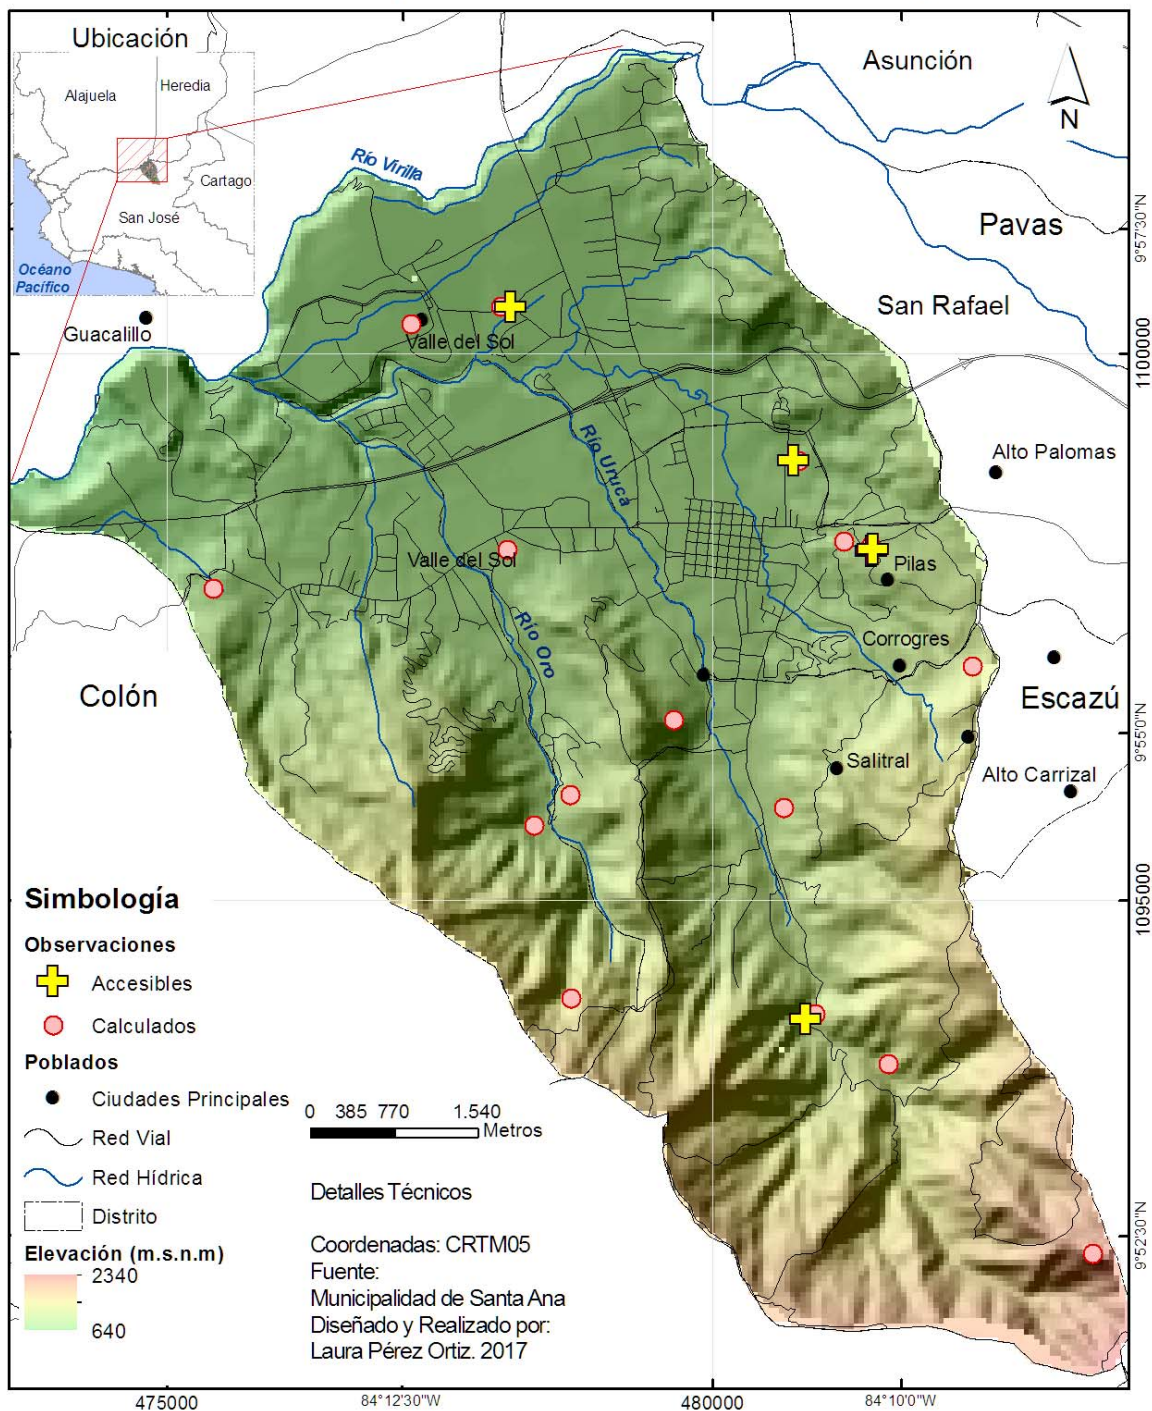 Ubicación
Alajuela
Heredia
Cartago
San José
Océano
Pacífico
Asunción
N
Río Virilla
Pavas
9°57'30"N
San Rafael
Guacalillo
Valle del Sol
1100000
Río Uruca
Alto Palomas
Valle del Sol
Pilas
Río Oro
Corrogres
Colón
Escazú
9°55'0"N
Salitral
Alto Carrizal
1095000
Simbología
Observaciones
Accesibles
Calculados
Poblados
Ciudades Principales
Red Vial
Red Hídrica
Distrito
Elevación (m.s.n.m)
2340
640
0 385 770 1.540
Metros
Detalles Técnicos
Coordenadas: CRTM05
Fuente:
Municipalidad de Santa Ana
Diseñado y Realizado por:
Laura Pérez Ortiz. 2017
9°52'30"N
475000
84°12'30"W
480000
84°10'0"W